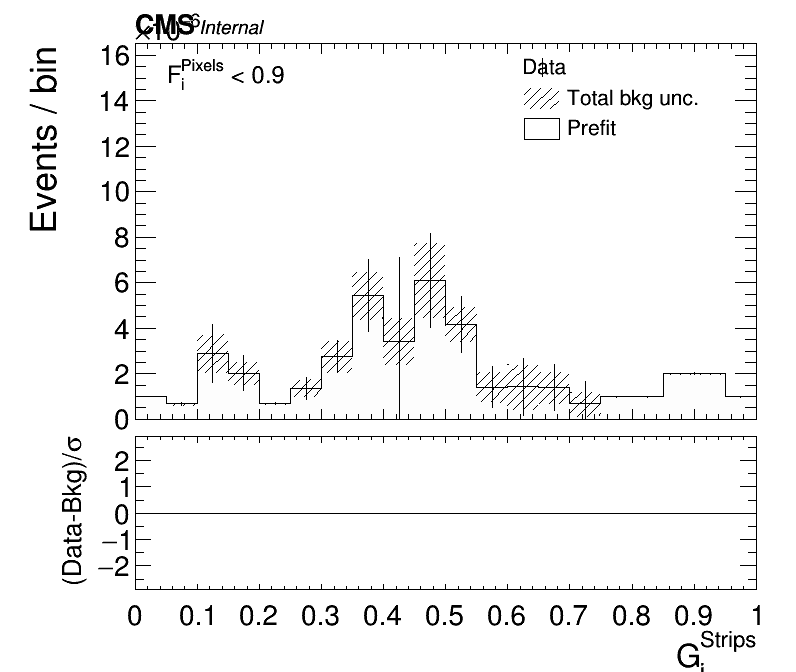 CMS Internal
×10⁻⁶
Events / bin
16
14
12
10
8
6
4
2
0
F_i^Pixels < 0.9
Data
Total bkg unc.
Prefit
(Data-Bkg)/σ
2
1
0
−1
−2
0 0.1 0.2 0.3 0.4 0.5 0.6 0.7 0.8 0.9 1
G_i^Strips